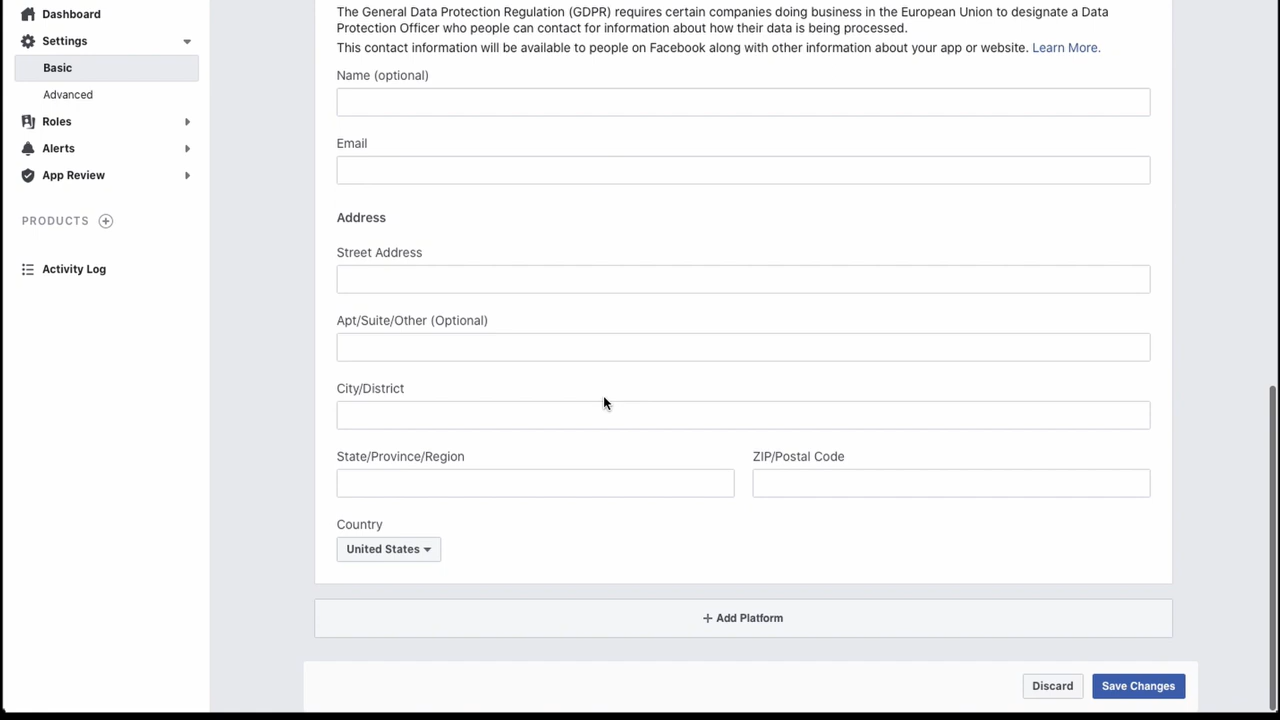 Dashboard
Settings
Basic
Advanced
Roles
Alerts
App Review
PRODUCTS
Activity Log
The General Data Protection Regulation (GDPR) requires certain companies doing business in the European Union to designate a Data
Protection Officer who people can contact for information about how their data is being processed.
This contact information will be available to people on Facebook along with other information about your app or website. Learn More.
Name (optional)
Email
Address
Street Address
Apt/Suite/Other (Optional)
City/District
State/Province/Region ZIP/Postal Code
Country
United States
+ Add Platform
Discard Save Changes